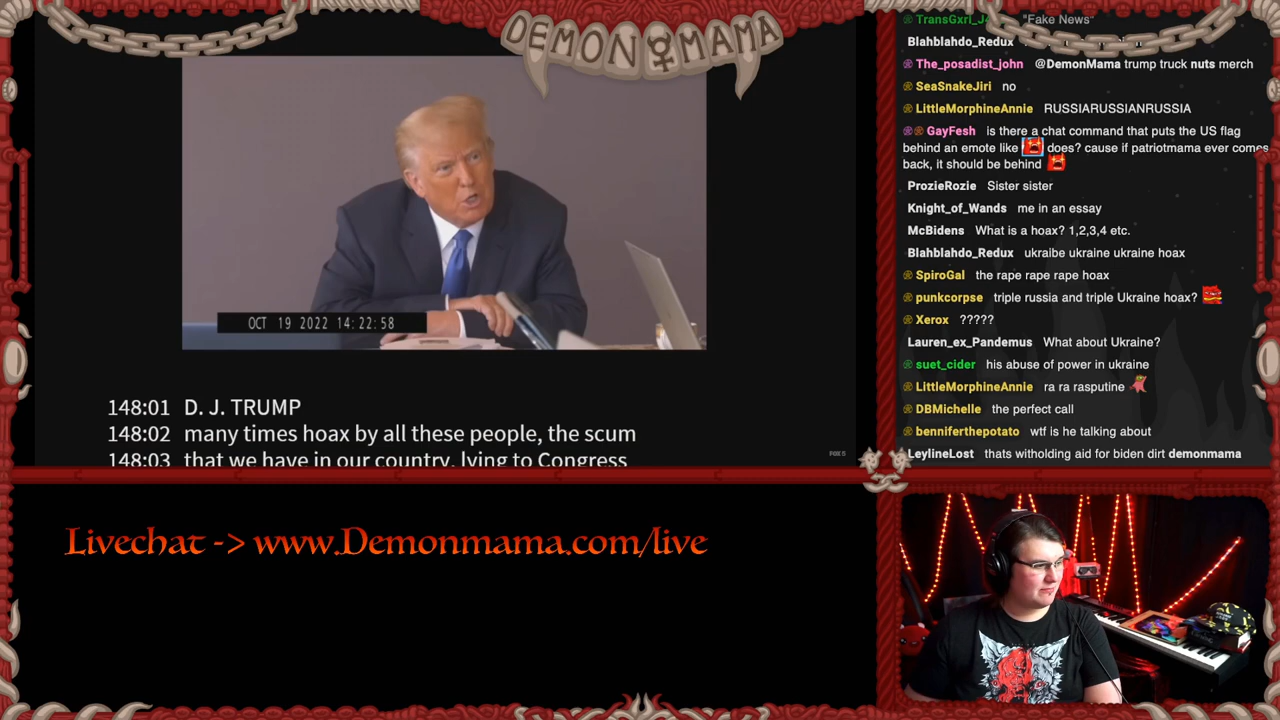 DEMON MAMA
OCT 19 2022 14:22:58
148:01 D. J. TRUMP
148:02 many times hoax by all these people, the scum
148:03 that we have in our country, lying to Congress
FOX 5
Livechat -> www.Demonmama.com/live
"Fake News"
Blahblahdo_Redux
The_posadist_john @DemonMama trump truck nuts merch
SeaSnakeJiri no
LittleMorphineAnnie RUSSIARUSSIANRUSSIA
GayFesh is there a chat command that puts the US flag
behind an emote like does? cause if patriotmama ever comes
back, it should be behind
ProzieRozie Sister sister
Knight_of_Wands me in an essay
McBidens What is a hoax? 1,2,3,4 etc.
Blahblahdo_Redux ukraibe ukraine ukraine hoax
SpiroGal the rape rape rape hoax
punkcorpse triple russia and triple Ukraine hoax?
Xerox ?????
Lauren_ex_Pandemus What about Ukraine?
suet_cider his abuse of power in ukraine
LittleMorphineAnnie ra ra rasputine
DBMichelle the perfect call
benniferthepotato wtf is he talking about
LeylineLost thats witholding aid for biden dirt demonmama